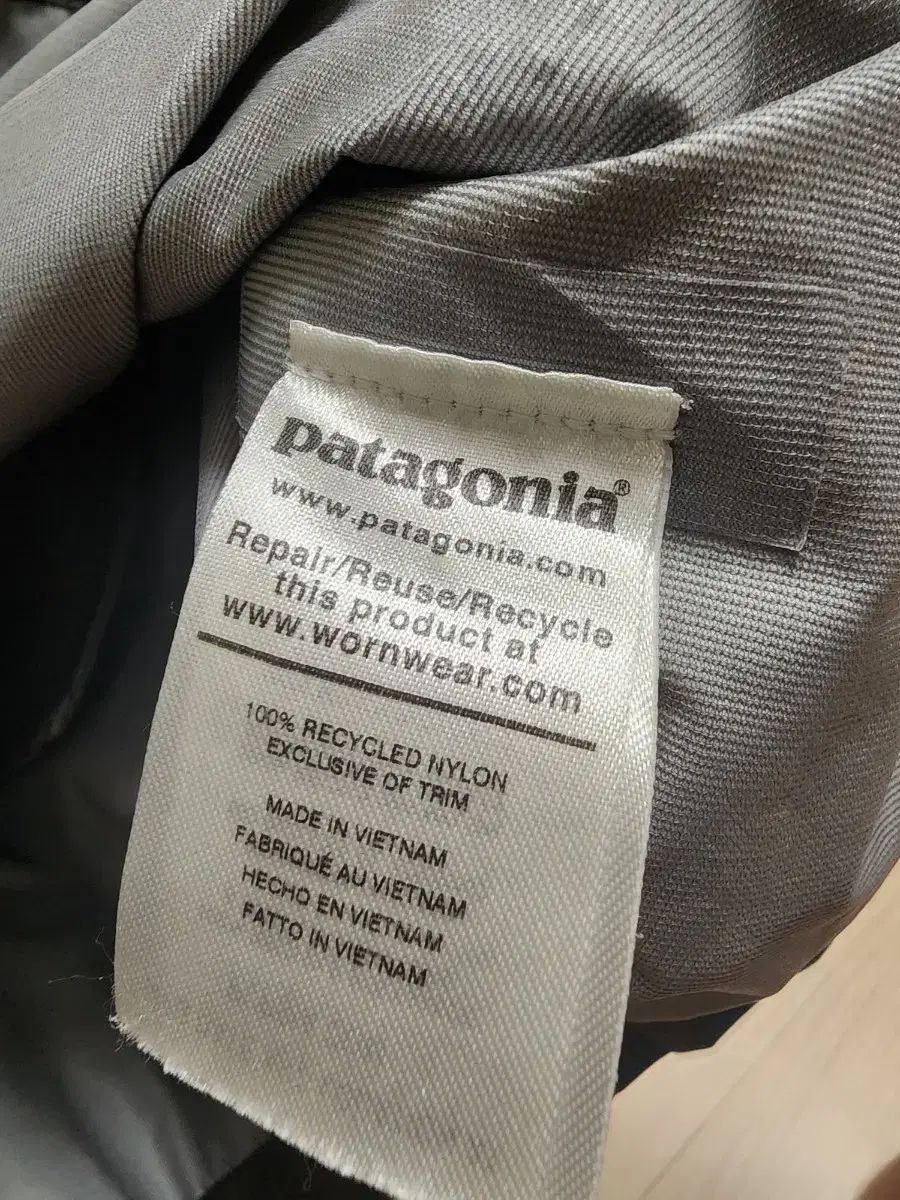 patagonia®
www.patagonia.com
Repair/Reuse/Recycle
this product at
www.wornwear.com
100% RECYCLED NYLON
EXCLUSIVE OF TRIM
MADE IN VIETNAM
FABRIQUÉ AU VIETNAM
HECHO EN VIETNAM
FATTO IN VIETNAM